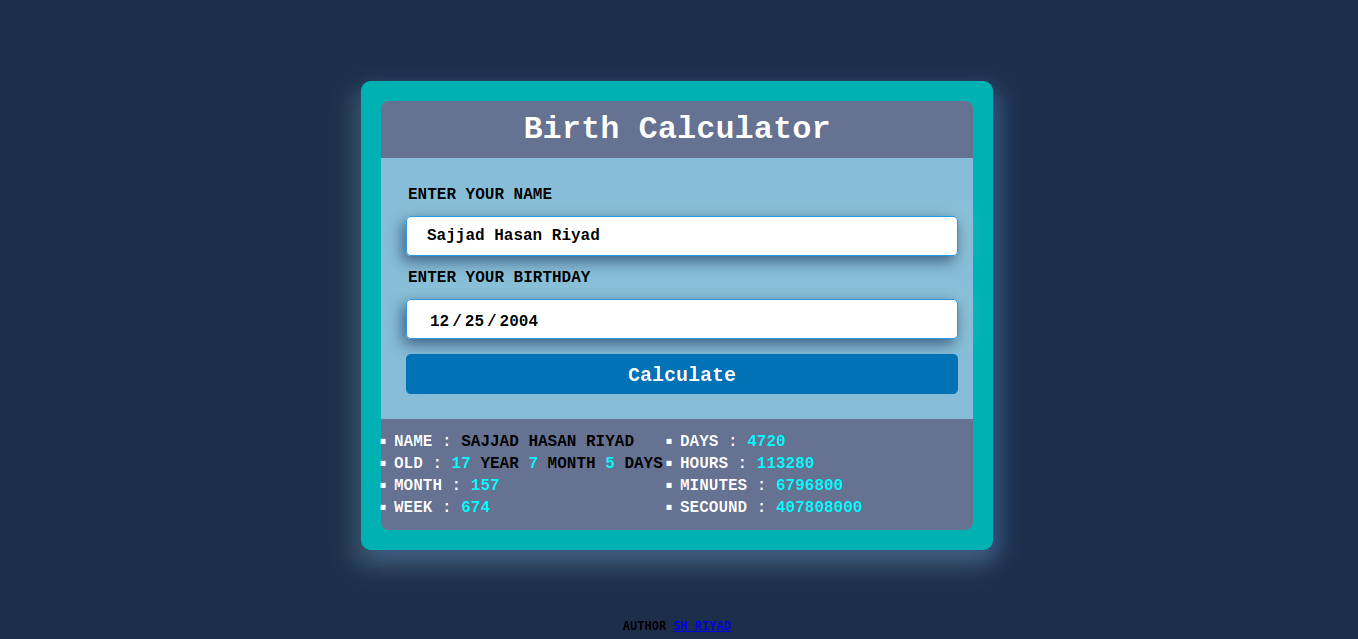 Birth Calculator
ENTER YOUR NAME
Sajjad Hasan Riyad
ENTER YOUR BIRTHDAY
12/25/2004
Calculate
NAME : SAJJAD HASAN RIYAD
OLD : 17 YEAR 7 MONTH 5 DAYS
MONTH : 157
WEEK : 674
DAYS : 4720
HOURS : 113280
MINUTES : 6796800
SECOUND : 407808000
AUTHOR SH RIYAD